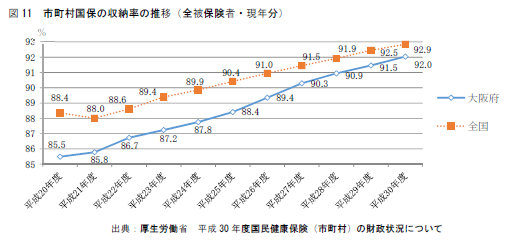 図11　市町村国保の収納率の推移（全被保険者・現年分）
%
92
92
91
90
89
88
87
86
85
88.4
88.0
88.6
89.4
89.9
90.4
91.0
91.5
91.9
92.5
92.9
85.5
85.8
86.7
87.2
87.8
88.4
89.4
90.3
90.9
91.5
92.0
大阪府
全国
平成20年度
平成21年度
平成22年度
平成23年度
平成24年度
平成25年度
平成26年度
平成27年度
平成28年度
平成29年度
平成30年度
出典：厚生労働省　平成30年度国民健康保険（市町村）の財政状況について